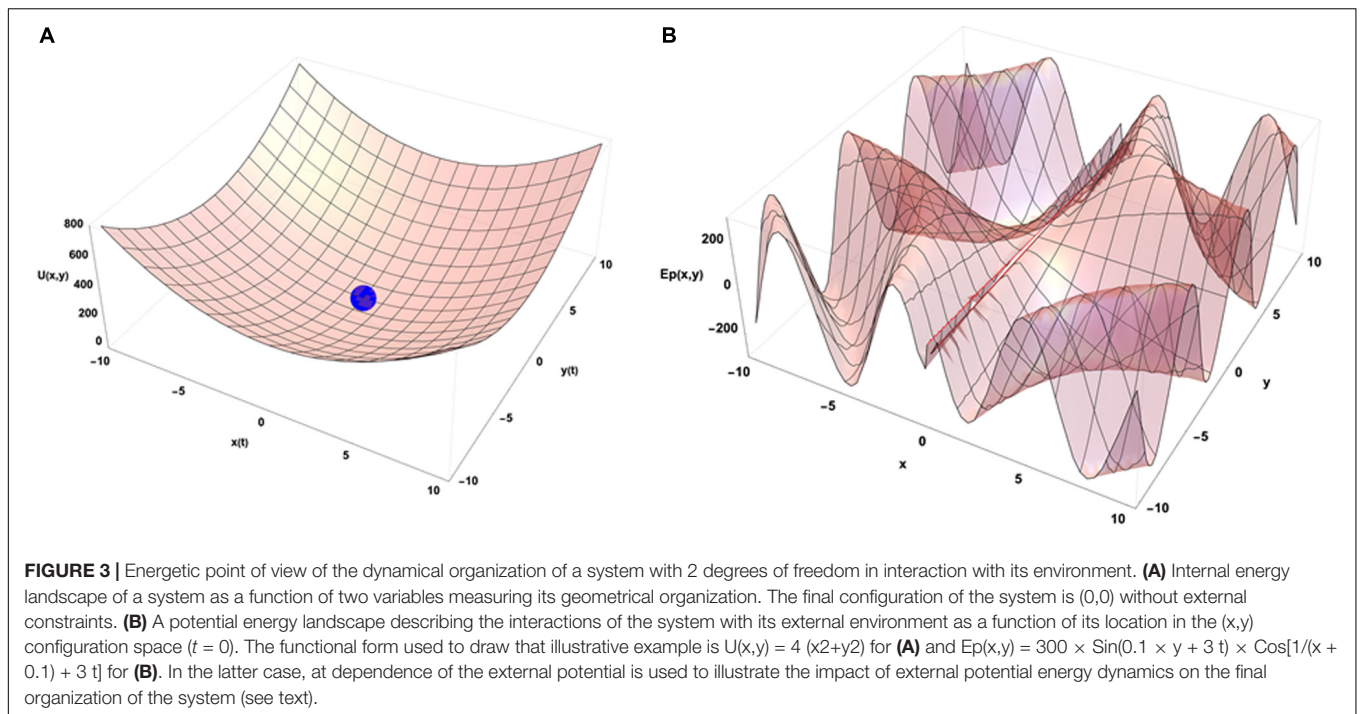 A
B
800
600
U(x,y)
400
200
0
-10
-5
0
x(t)
5
10
-10
-5
0
y(t)
5
10
200
Ep(x,y)
0
-200
-10
-5
0
x
5
10
-10
-5
0
y
5
10
FIGURE 3 | Energetic point of view of the dynamical organization of a system with 2 degrees of freedom in interaction with its environment. (A) Internal energy
landscape of a system as a function of two variables measuring its geometrical organization. The final configuration of the system is (0,0) without external
constraints. (B) A potential energy landscape describing the interactions of the system with its external environment as a function of its location in the (x,y)
configuration space (t = 0). The functional form used to draw that illustrative example is U(x,y) = 4 (x2+y2) for (A) and Ep(x,y) = 300 × Sin(0.1 × y + 3 t) × Cos[1/(x +
0.1) + 3 t] for (B). In the latter case, at dependence of the external potential is used to illustrate the impact of external potential energy dynamics on the final
organization of the system (see text).